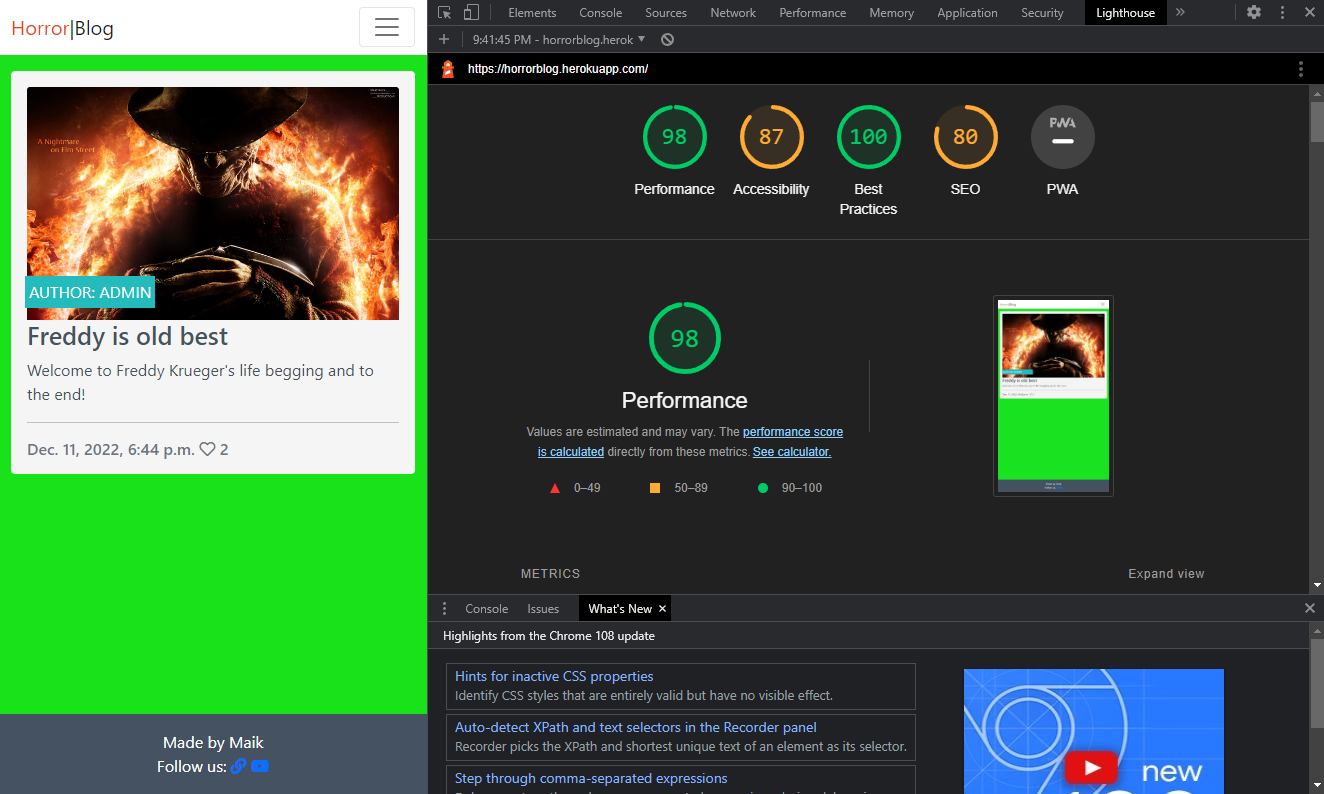 Horror|Blog
A Nightmare
on Elm Street
AUTHOR: ADMIN
Freddy is old best
Welcome to Freddy Krueger's life begging and to
the end!
Dec. 11, 2022, 6:44 p.m. 2
Made by Maik
Follow us:
Elements Console Sources Network Performance Memory Application Security Lighthouse »
+ 9:41:45 PM - horrorblog.herok
https://horrorblog.herokuapp.com/
98 87 100 80 PWA
Performance Accessibility Best
Practices SEO PWA
98
Performance
Values are estimated and may vary. The performance score
is calculated directly from these metrics. See calculator.
0–49 50–89 90–100
Horror|Blog
Freddy is old best
METRICS Expand view
Console Issues What's New ×
Highlights from the Chrome 108 update
Hints for inactive CSS properties
Identify CSS styles that are entirely valid but have no visible effect.
Auto-detect XPath and text selectors in the Recorder panel
Recorder picks the XPath and shortest unique text of an element as its selector.
Step through comma-separated expressions
new